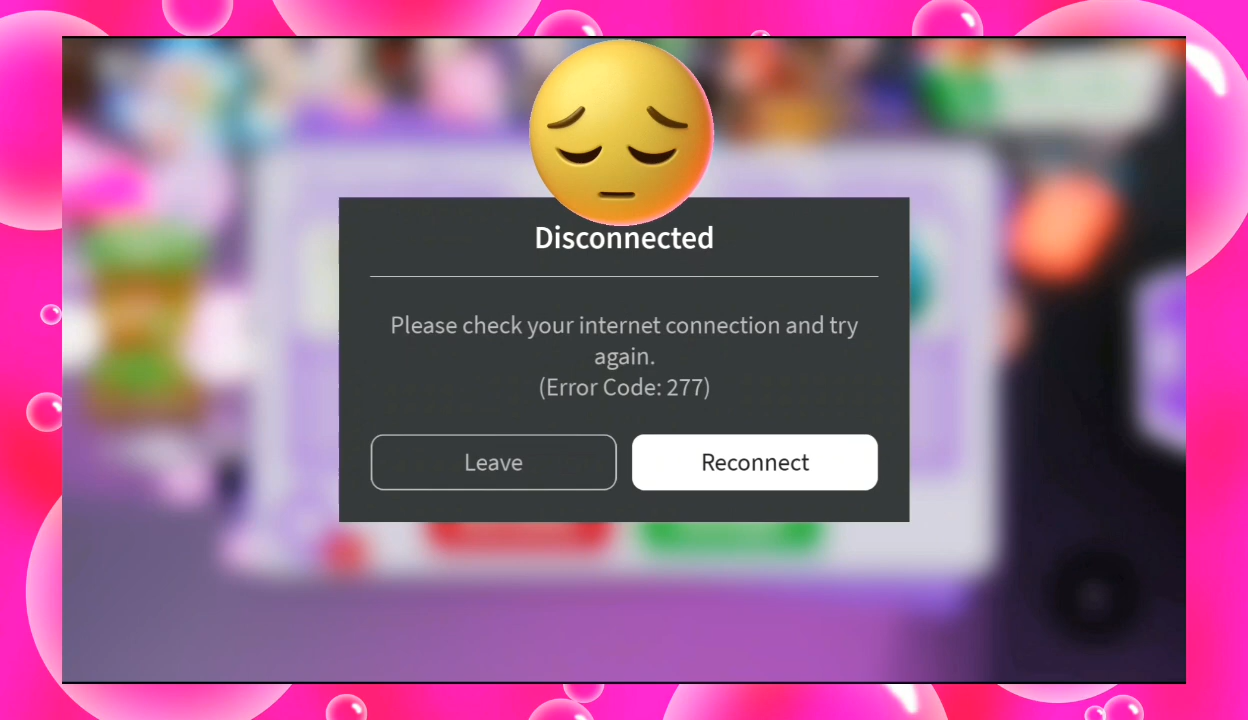 Disconnected
Please check your internet connection and try
again.
(Error Code: 277)
Leave
Reconnect